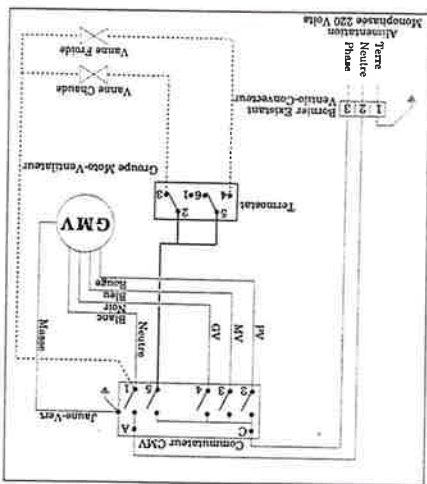 Commutateur CMV
C
A
2 3 4 5 1
Jaune-Vert
PV
MV
GV
Neutre
Masse
Blanc
Noir
Bleu
Rouge
GMV
Termostat
5 2
4 6 1 3
Groupe Moto-Ventilateur
Bornier Existant
Ventilo-Convecteur
1 2 3
Vanne Chaude
Vanne Froide
Terre
Neutre
Phase
Alimentation
Monophasée 220 Volts